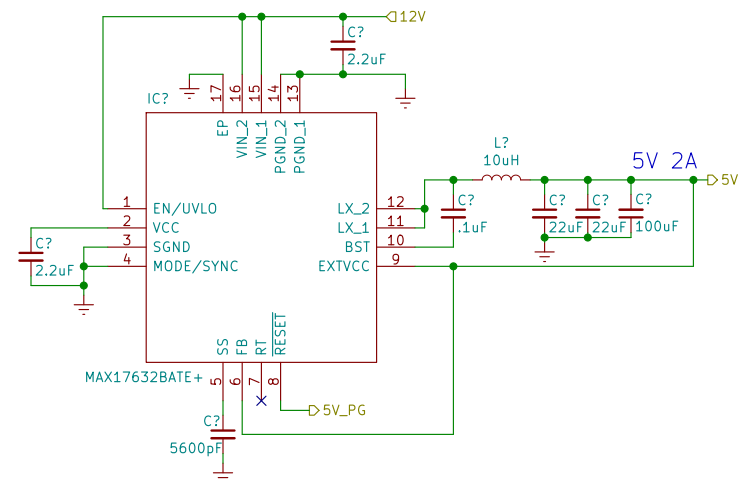 12V
C?
2.2uF
IC?
17
16
15
14
13
EP
VIN_2
VIN_1
PGND_2
PGND_1
L?
10uH
5V 2A
5V
1
EN/UVLO
2
VCC
3
SGND
4
MODE/SYNC
12
LX_2
11
LX_1
10
BST
9
EXTVCC
C?
.1uF
C?
22uF
C?
22uF
C?
100uF
C?
2.2uF
SS
FB
RT
RESET
MAX17632BATE+
5
6
7
8
5V_PG
C?
5600pF